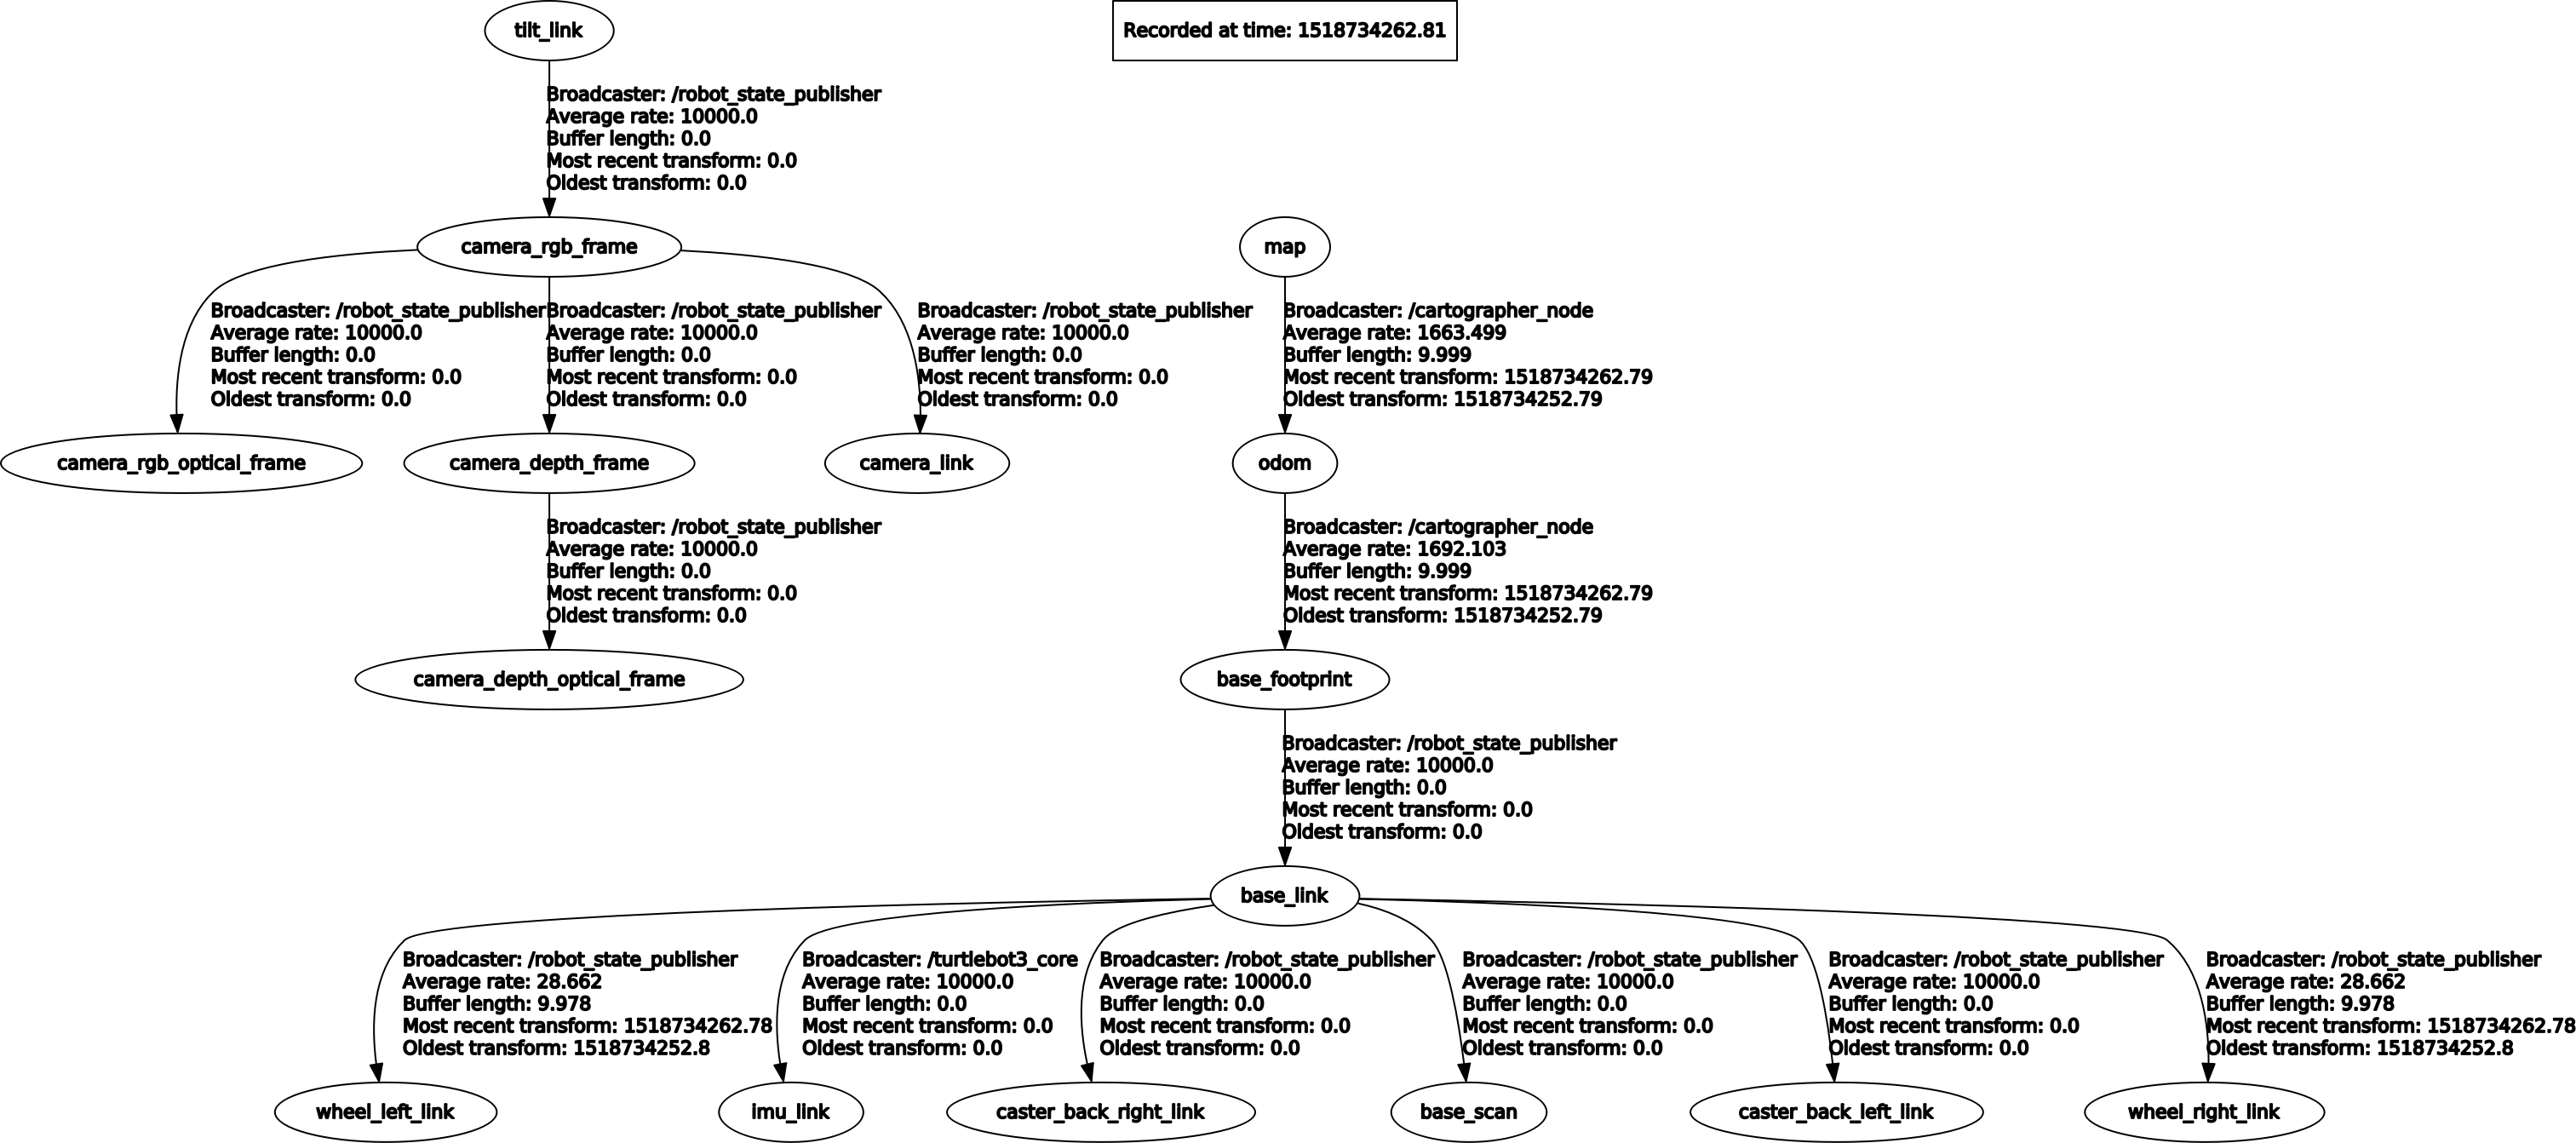 tilt_link
Recorded at time: 1518734262.81
Broadcaster: /robot_state_publisher
Average rate: 10000.0
Buffer length: 0.0
Most recent transform: 0.0
Oldest transform: 0.0
camera_rgb_frame
map
Broadcaster: /robot_state_publisher
Average rate: 10000.0
Buffer length: 0.0
Most recent transform: 0.0
Oldest transform: 0.0
Broadcaster: /robot_state_publisher
Average rate: 10000.0
Buffer length: 0.0
Most recent transform: 0.0
Oldest transform: 0.0
Broadcaster: /robot_state_publisher
Average rate: 10000.0
Buffer length: 0.0
Most recent transform: 0.0
Oldest transform: 0.0
Broadcaster: /cartographer_node
Average rate: 1663.499
Buffer length: 9.999
Most recent transform: 1518734262.79
Oldest transform: 1518734252.79
camera_rgb_optical_frame
camera_depth_frame
camera_link
odom
Broadcaster: /robot_state_publisher
Average rate: 10000.0
Buffer length: 0.0
Most recent transform: 0.0
Oldest transform: 0.0
Broadcaster: /cartographer_node
Average rate: 1692.103
Buffer length: 9.999
Most recent transform: 1518734262.79
Oldest transform: 1518734252.79
camera_depth_optical_frame
base_footprint
Broadcaster: /robot_state_publisher
Average rate: 10000.0
Buffer length: 0.0
Most recent transform: 0.0
Oldest transform: 0.0
base_link
Broadcaster: /robot_state_publisher
Average rate: 28.662
Buffer length: 9.978
Most recent transform: 1518734262.78
Oldest transform: 1518734252.8
Broadcaster: /turtlebot3_core
Average rate: 10000.0
Buffer length: 0.0
Most recent transform: 0.0
Oldest transform: 0.0
Broadcaster: /robot_state_publisher
Average rate: 10000.0
Buffer length: 0.0
Most recent transform: 0.0
Oldest transform: 0.0
Broadcaster: /robot_state_publisher
Average rate: 10000.0
Buffer length: 0.0
Most recent transform: 0.0
Oldest transform: 0.0
Broadcaster: /robot_state_publisher
Average rate: 10000.0
Buffer length: 0.0
Most recent transform: 0.0
Oldest transform: 0.0
Broadcaster: /robot_state_publisher
Average rate: 28.662
Buffer length: 9.978
Most recent transform: 1518734262.78
Oldest transform: 1518734252.8
wheel_left_link
imu_link
caster_back_right_link
base_scan
caster_back_left_link
wheel_right_link